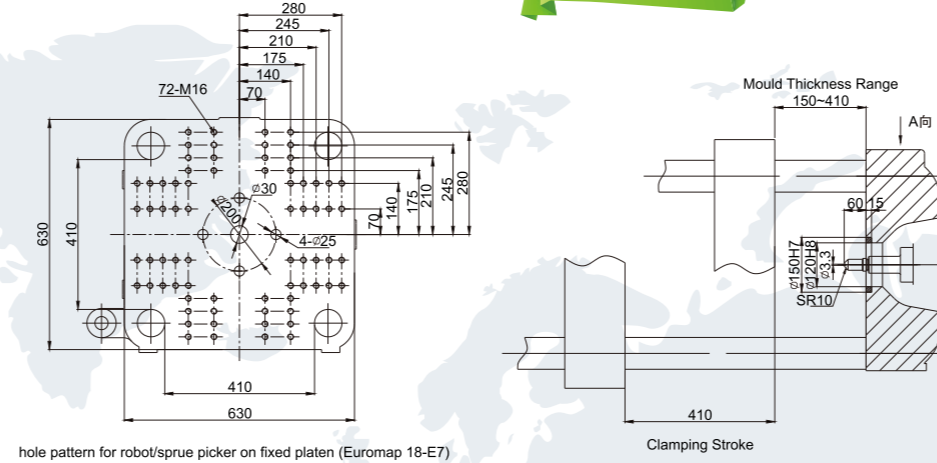 280
245
210
175
140
70
72-M16
630
410
Ø30
Ø200
4-Ø25
70
140
175
210
245
280
410
630
hole pattern for robot/sprue picker on fixed platen (Euromap 18-E7)
Mould Thickness Range
150~410
A向
60 15
Ø150H7
Ø120H8
Ø3.3
SR10
410
Clamping Stroke